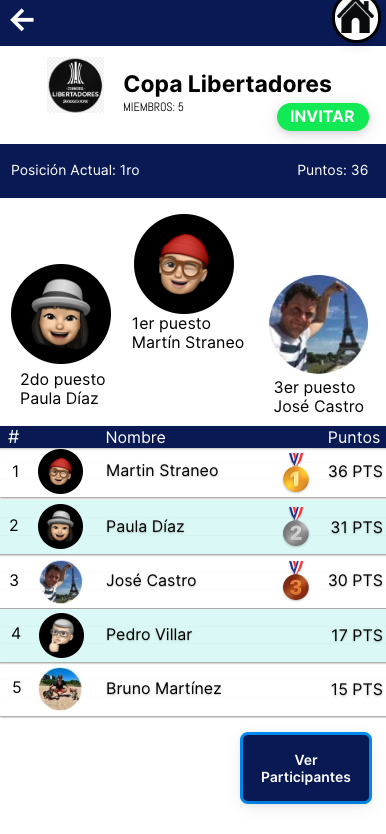 CONMEBOL
LIBERTADORES
Copa Libertadores
MIEMBROS: 5
INVITAR
Posición Actual: 1ro
Puntos: 36
1er puesto
Martín Straneo
2do puesto
Paula Díaz
3er puesto
José Castro
# Nombre Puntos
1 Martin Straneo 1 36 PTS
2 Paula Díaz 2 31 PTS
3 José Castro 3 30 PTS
4 Pedro Villar 17 PTS
5 Bruno Martínez 15 PTS
Ver
Participantes